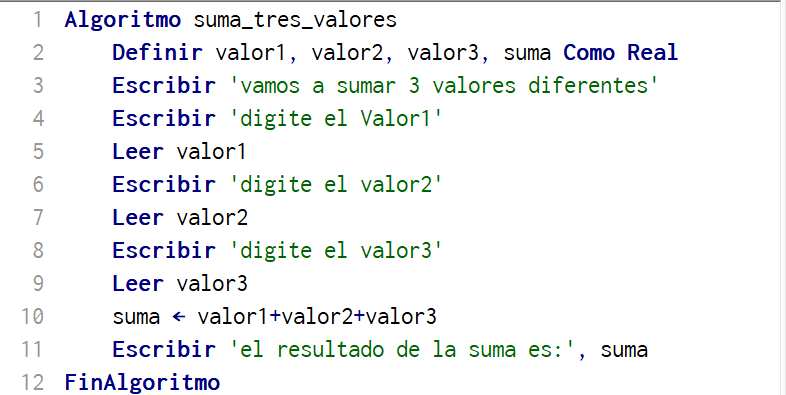 1 Algoritmo suma_tres_valores
2 Definir valor1, valor2, valor3, suma Como Real
3 Escribir 'vamos a sumar 3 valores diferentes'
4 Escribir 'digite el Valor1'
5 Leer valor1
6 Escribir 'digite el valor2'
7 Leer valor2
8 Escribir 'digite el valor3'
9 Leer valor3
10 suma ← valor1+valor2+valor3
11 Escribir 'el resultado de la suma es:', suma
12 FinAlgoritmo